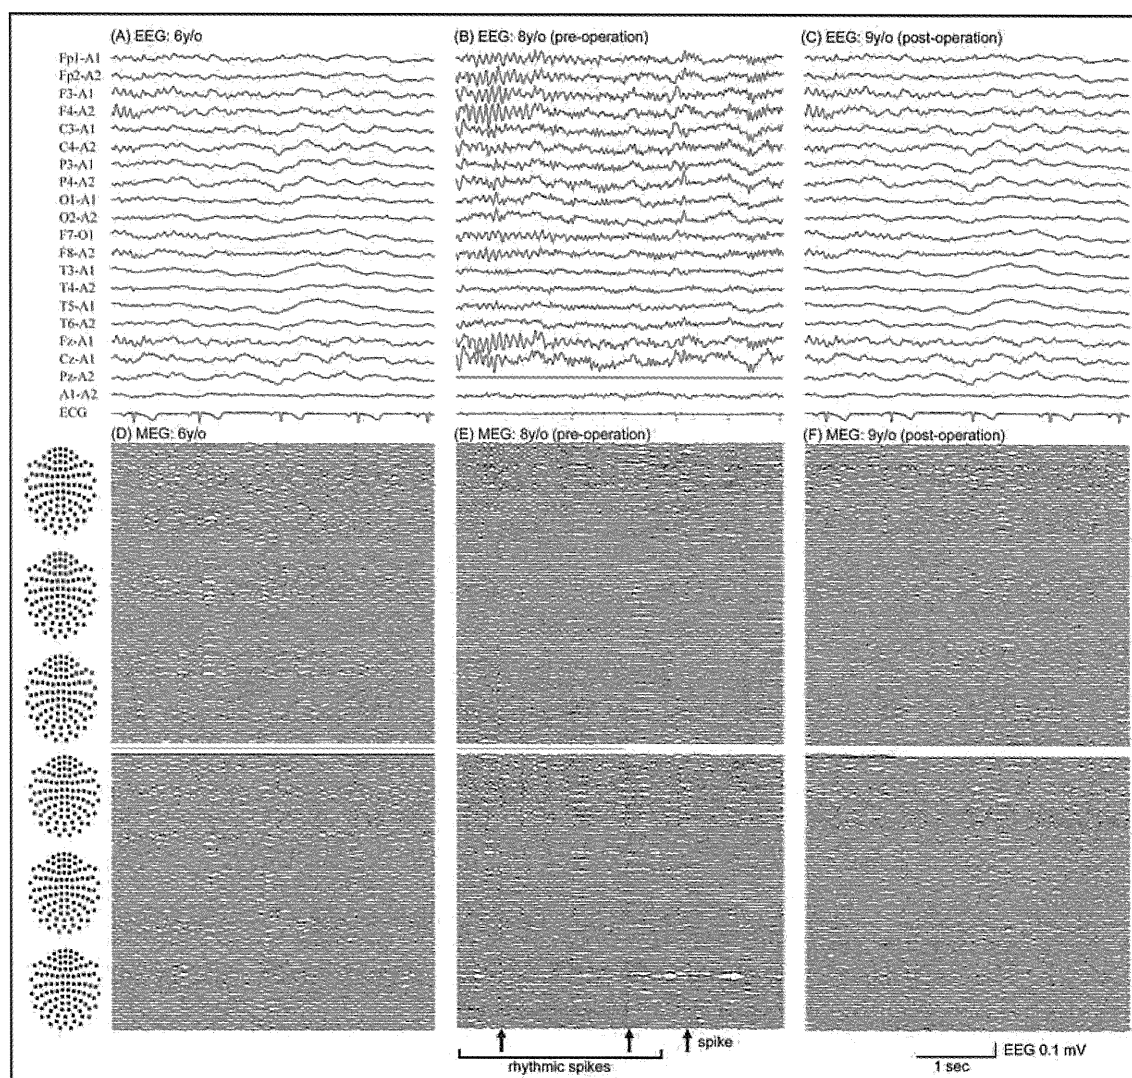 (A) EEG: 6y/o
(B) EEG: 8y/o (pre-operation)
(C) EEG: 9y/o (post-operation)
Fp1-A1
Fp2-A2
F3-A1
F4-A2
C3-A1
C4-A2
P3-A1
P4-A2
O1-A1
O2-A2
F7-O1
F8-A2
T3-A1
T4-A2
T5-A1
T6-A2
Fz-A1
Cz-A1
Pz-A2
A1-A2
ECG
(D) MEG: 6y/o
(E) MEG: 8y/o (pre-operation)
(F) MEG: 9y/o (post-operation)
spike
rhythmic spikes
EEG 0.1 mV
1 sec